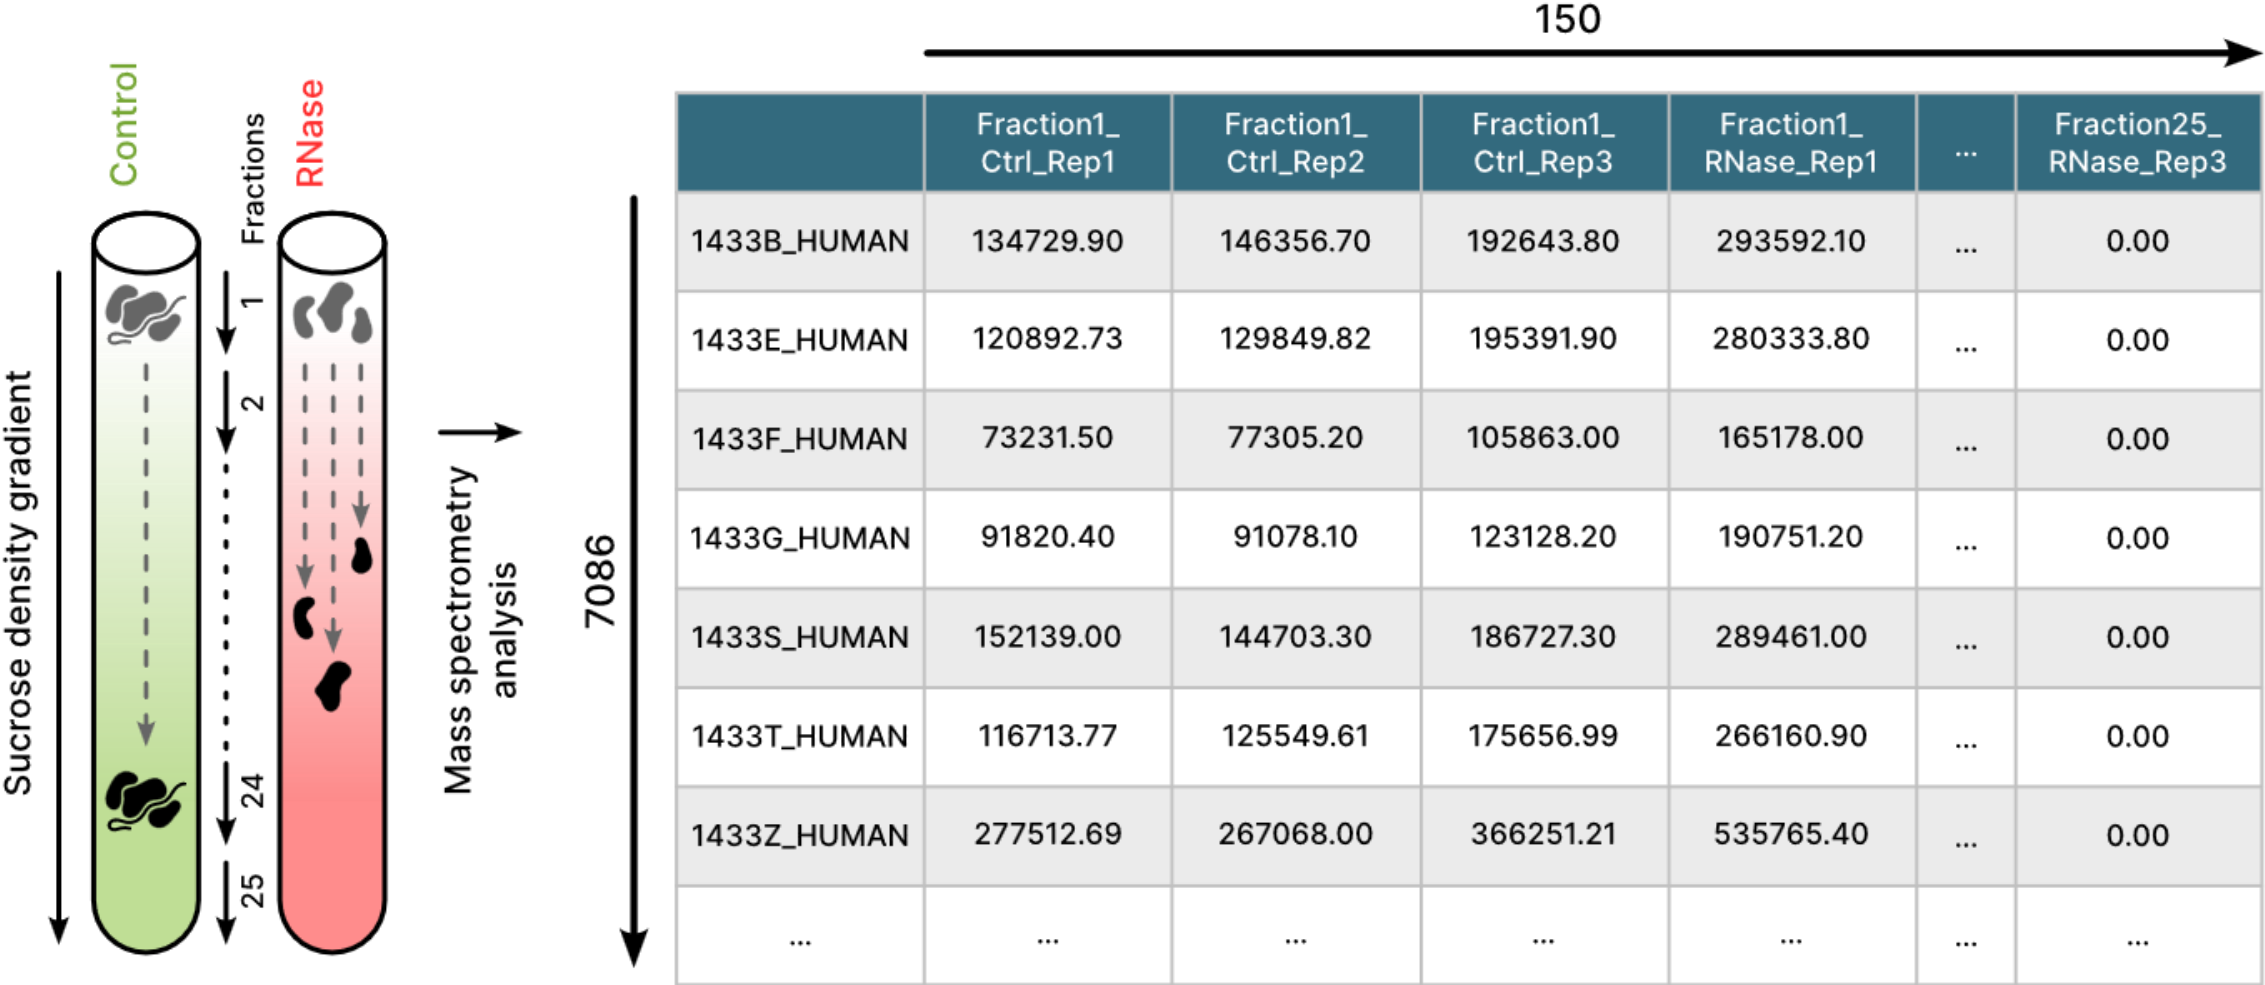 Control
Fractions
RNase
Sucrose density gradient
1
2
24
25
Mass spectrometry
analysis
150
7086
Fraction1_ Fraction1_ Fraction1_ Fraction1_ ... Fraction25_
Ctrl_Rep1 Ctrl_Rep2 Ctrl_Rep3 RNase_Rep1 RNase_Rep3
1433B_HUMAN 134729.90 146356.70 192643.80 293592.10 ... 0.00
1433E_HUMAN 120892.73 129849.82 195391.90 280333.80 ... 0.00
1433F_HUMAN 73231.50 77305.20 105863.00 165178.00 ... 0.00
1433G_HUMAN 91820.40 91078.10 123128.20 190751.20 ... 0.00
1433S_HUMAN 152139.00 144703.30 186727.30 289461.00 ... 0.00
1433T_HUMAN 116713.77 125549.61 175656.99 266160.90 ... 0.00
1433Z_HUMAN 277512.69 267068.00 366251.21 535765.40 ... 0.00
... ... ... ... ... ... ...